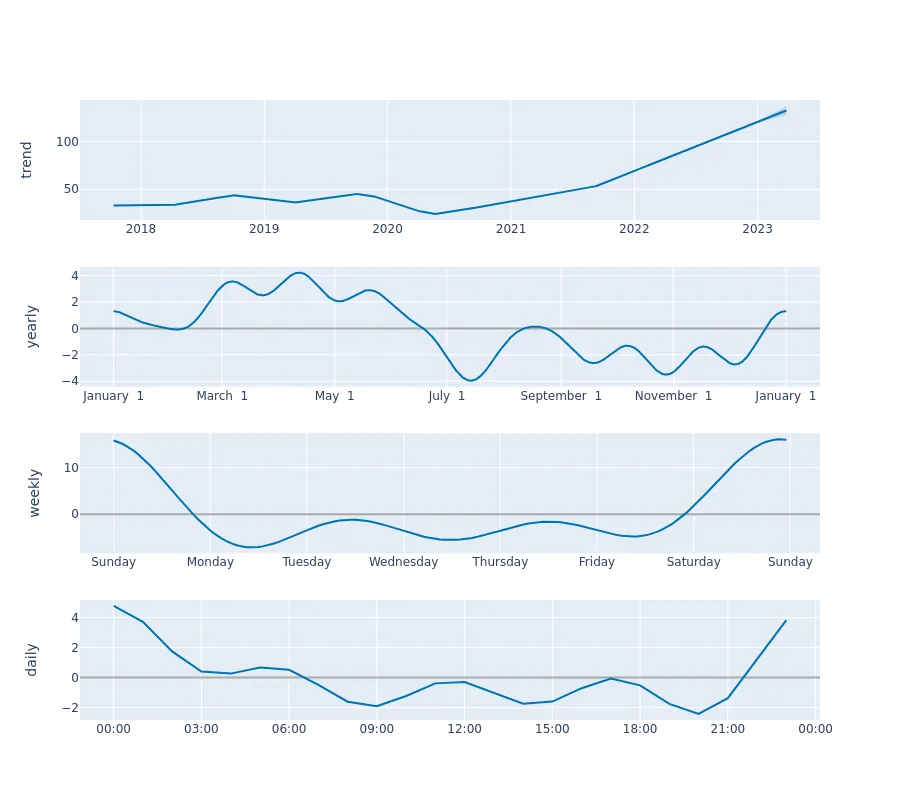 trend
100
50
2018 2019 2020 2021 2022 2023
yearly
4
2
0
−2
−4
January 1 March 1 May 1 July 1 September 1 November 1 January 1
weekly
10
0
Sunday Monday Tuesday Wednesday Thursday Friday Saturday Sunday
daily
4
2
0
−2
00:00 03:00 06:00 09:00 12:00 15:00 18:00 21:00 00:00